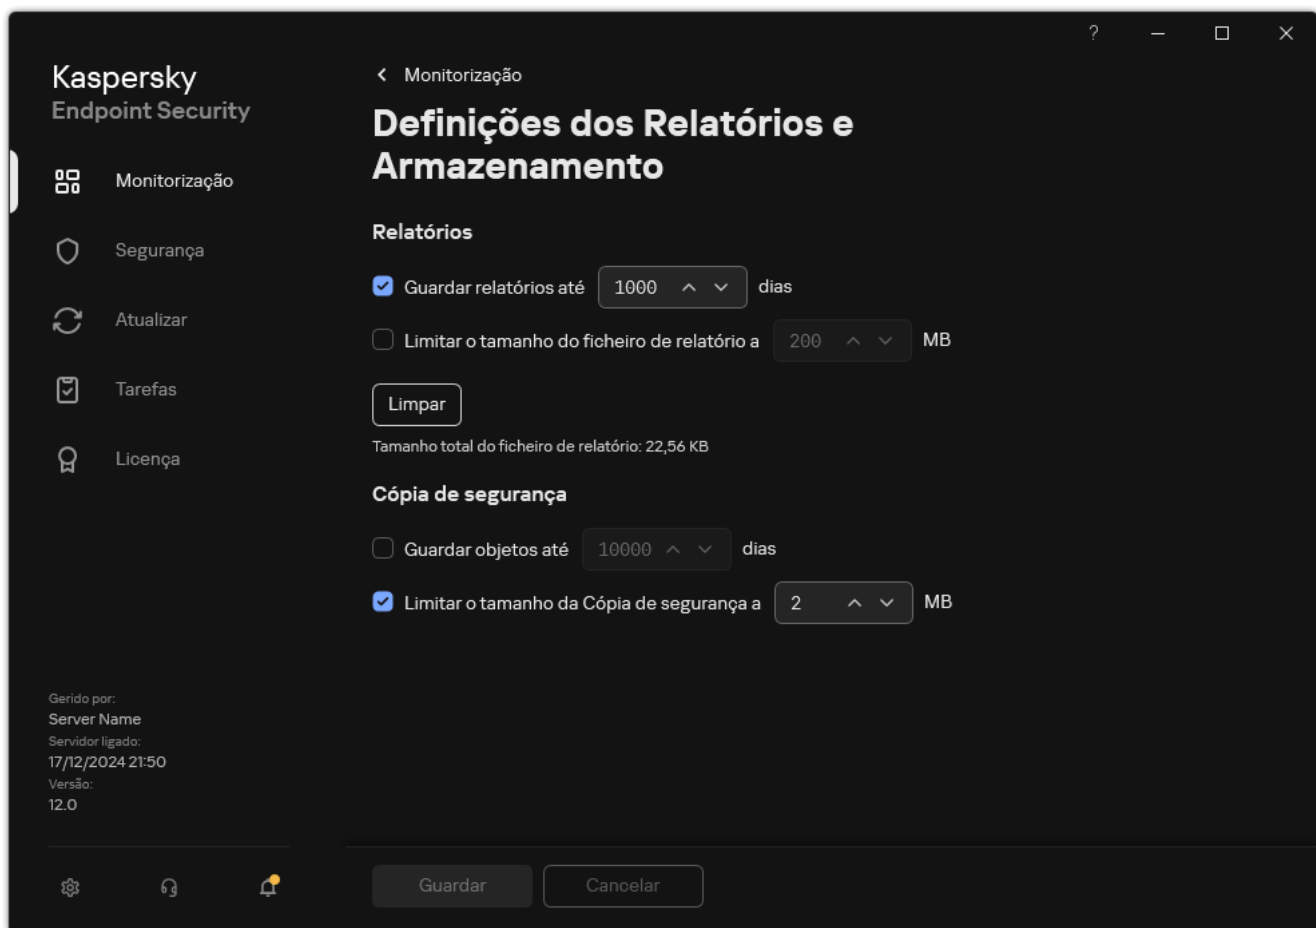 ?
Kaspersky
Endpoint Security
Monitorização
Segurança
Atualizar
Tarefas
Licença
Gerido por:
Server Name
Servidor ligado:
17/12/2024 21:50
Versão:
12.0
Monitorização
Definições dos Relatórios e
Armazenamento
Relatórios
Guardar relatórios até 1000 dias
Limitar o tamanho do ficheiro de relatório a 200 MB
Limpar
Tamanho total do ficheiro de relatório: 22,56 KB
Cópia de segurança
Guardar objetos até 10000 dias
Limitar o tamanho da Cópia de segurança a 2 MB
Guardar Cancelar